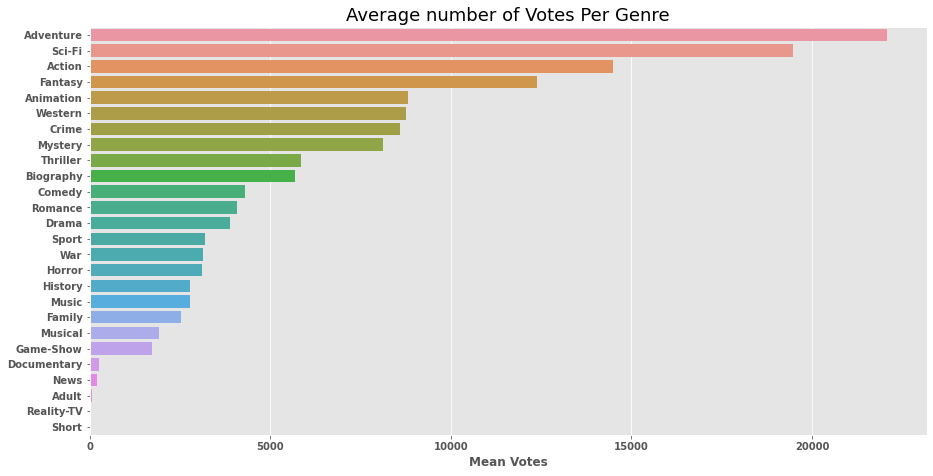 Average number of Votes Per Genre
Adventure
Sci-Fi
Action
Fantasy
Animation
Western
Crime
Mystery
Thriller
Biography
Comedy
Romance
Drama
Sport
War
Horror
History
Music
Family
Musical
Game-Show
Documentary
News
Adult
Reality-TV
Short
0 5000 10000 15000 20000
Mean Votes